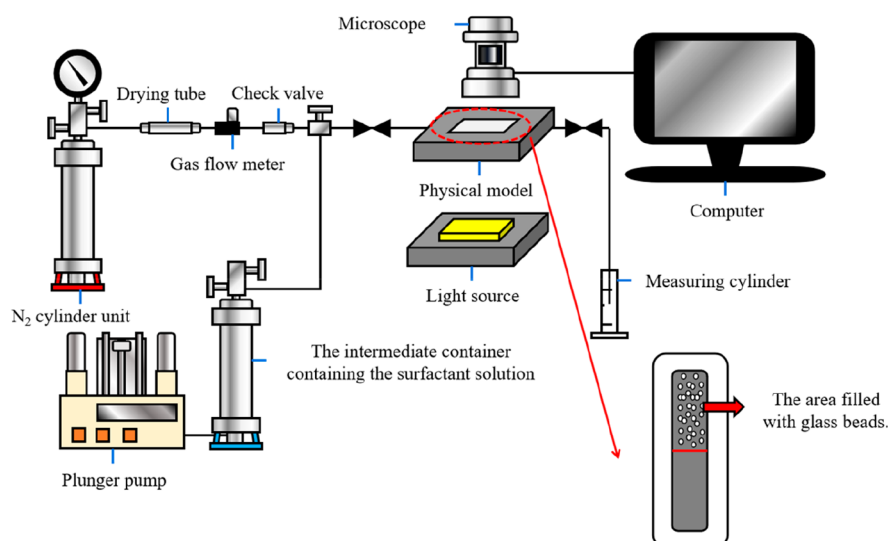 Microscope
Drying tube
Check valve
Gas flow meter
Physical model
Computer
Light source
Measuring cylinder
N₂ cylinder unit
The intermediate container
containing the surfactant solution
The area filled
with glass beads.
Plunger pump